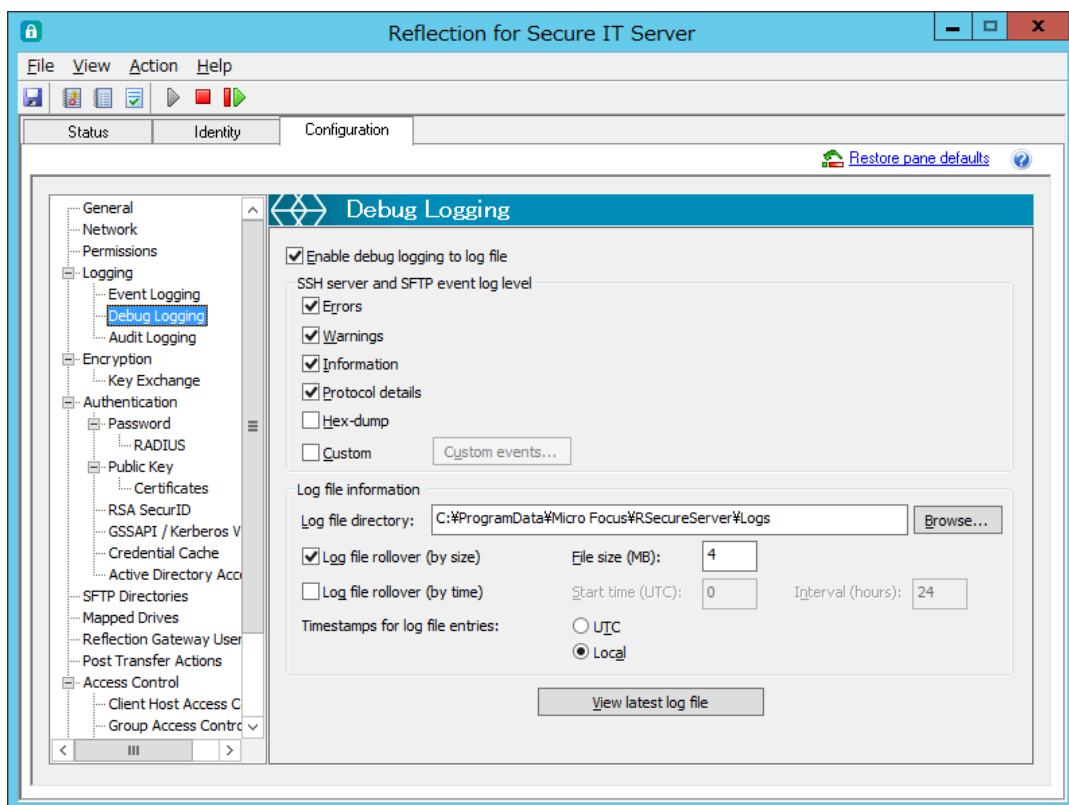 Reflection for Secure IT Server
File View Action Help
Status Identity Configuration
Restore pane defaults
General
Network
Permissions
Logging
Event Logging
Debug Logging
Audit Logging
Encryption
Key Exchange
Authentication
Password
RADIUS
Public Key
Certificates
RSA SecurID
GSSAPI / Kerberos V
Credential Cache
Active Directory Acc
SFTP Directories
Mapped Drives
Reflection Gateway User
Post Transfer Actions
Access Control
Client Host Access C
Group Access Contro
Debug Logging
Enable debug logging to log file
SSH server and SFTP event log level
Errors
Warnings
Information
Protocol details
Hex-dump
Custom Custom events...
Log file information
Log file directory: C:¥ProgramData¥Micro Focus¥RSecureServer¥Logs Browse...
Log file rollover (by size) File size (MB): 4
Log file rollover (by time) Start time (UTC): 0 Interval (hours): 24
Timestamps for log file entries: UTC
Local
View latest log file